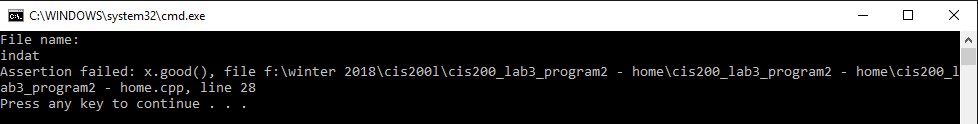 C:\WINDOWS\system32\cmd.exe
File name:
indat
Assertion failed: x.good(), file f:\winter 2018\cis200l\cis200_lab3_program2 - home\cis200_lab3_program2 - home\cis200_l
ab3_program2 - home.cpp, line 28
Press any key to continue . . .